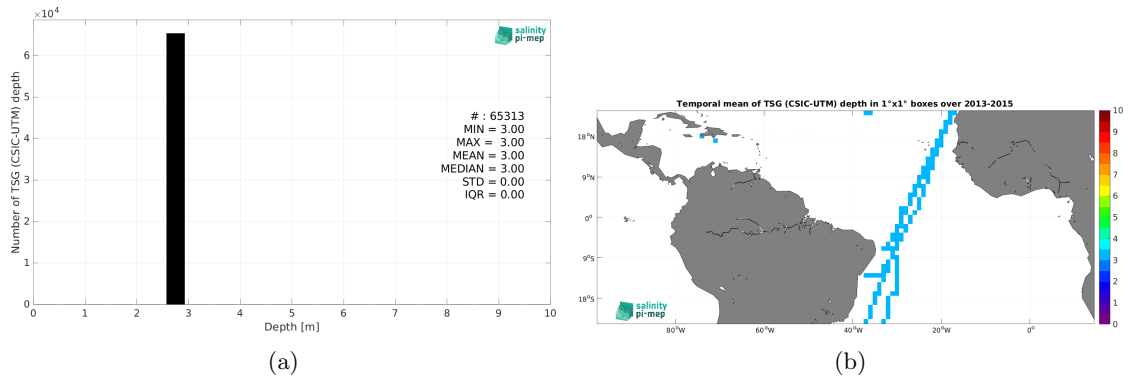 ×10⁴
salinity
pi-mep
Number of TSG (CSIC-UTM) depth
6
5
4
3
2
1
0
# : 65313
MIN = 3.00
MAX = 3.00
MEAN = 3.00
MEDIAN = 3.00
STD = 0.00
IQR = 0.00
0 1 2 3 4 5 6 7 8 9 10
Depth [m]
(a)
Temporal mean of TSG (CSIC-UTM) depth in 1°x1° boxes over 2013-2015
18°N
9°N
0°
9°S
18°S
80°W 60°W 40°W 20°W 0°
salinity
pi-mep
10
9
8
7
6
5
4
3
2
1
0
(b)